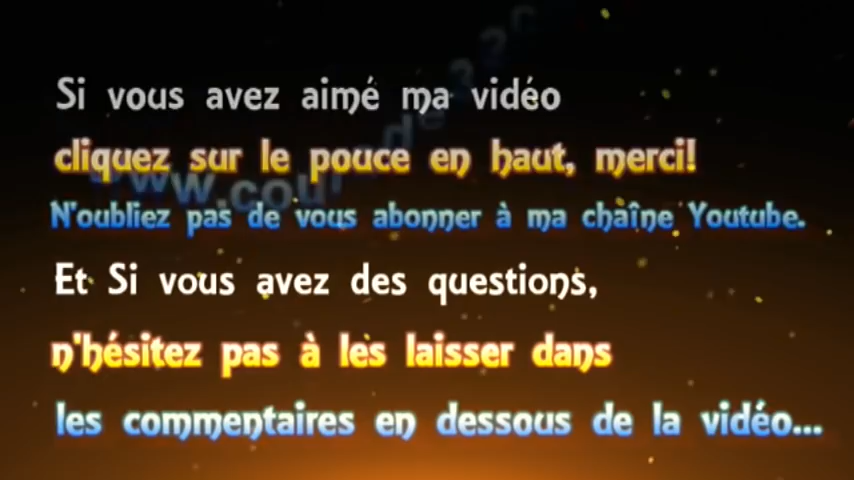 Si vous avez aimé ma vidéo
cliquez sur le pouce en haut, merci!
N'oubliez pas de vous abonner à ma chaîne Youtube.
Et Si vous avez des questions,
n'hésitez pas à les laisser dans
les commentaires en dessous de la vidéo...